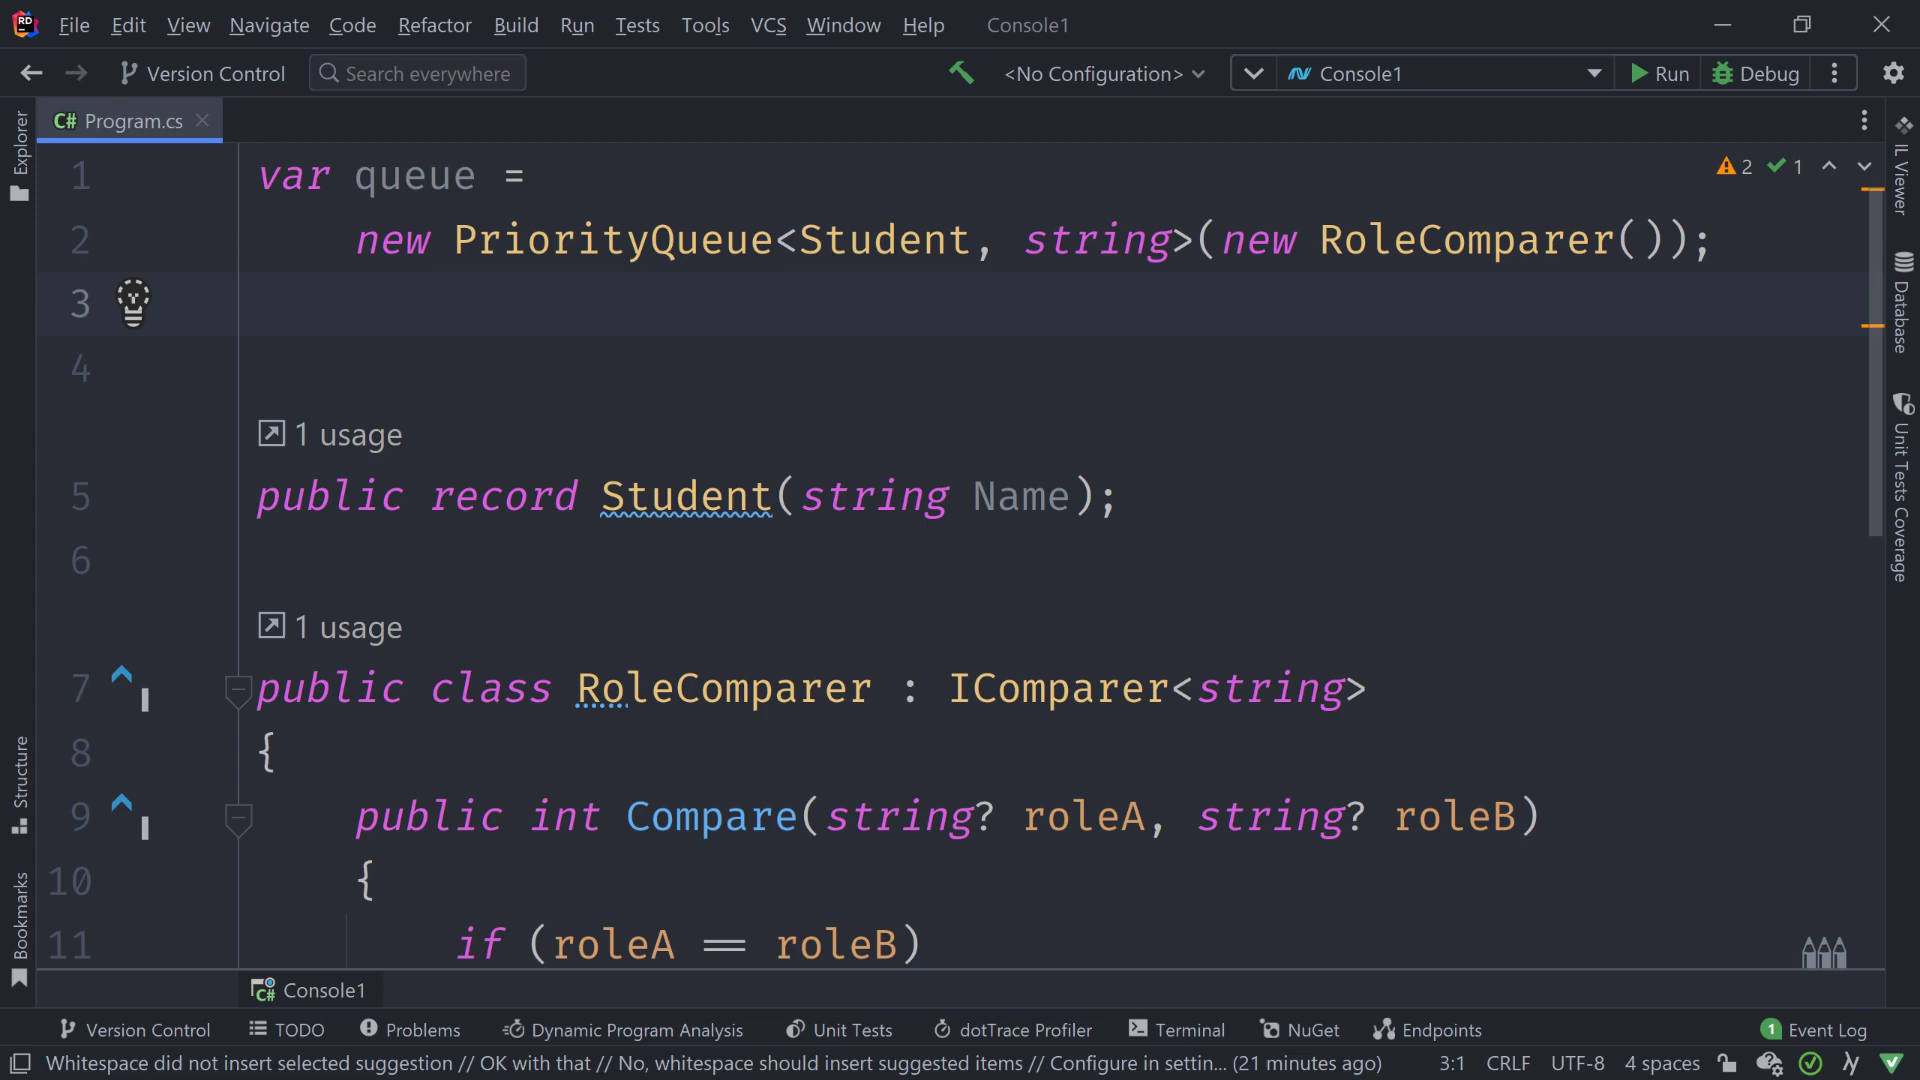 File Edit View Navigate Code Refactor Build Run Tests Tools VCS Window Help Console1
Version Control Search everywhere <No Configuration> Console1 Run Debug
C# Program.cs
2 1
1 var queue =
2 new PriorityQueue<Student, string>(new RoleComparer());
3
4
1 usage
5 public record Student(string Name);
6
1 usage
7 public class RoleComparer : IComparer<string>
8 {
9 public int Compare(string? roleA, string? roleB)
10 {
11 if (roleA == roleB)
Explorer
Structure
Bookmarks
IL Viewer
Database
Unit Tests Coverage
C# Console1
Version Control TODO Problems Dynamic Program Analysis Unit Tests dotTrace Profiler Terminal NuGet Endpoints 1 Event Log
Whitespace did not insert selected suggestion // OK with that // No, whitespace should insert suggested items // Configure in settin... (21 minutes ago) 3:1 CRLF UTF-8 4 spaces